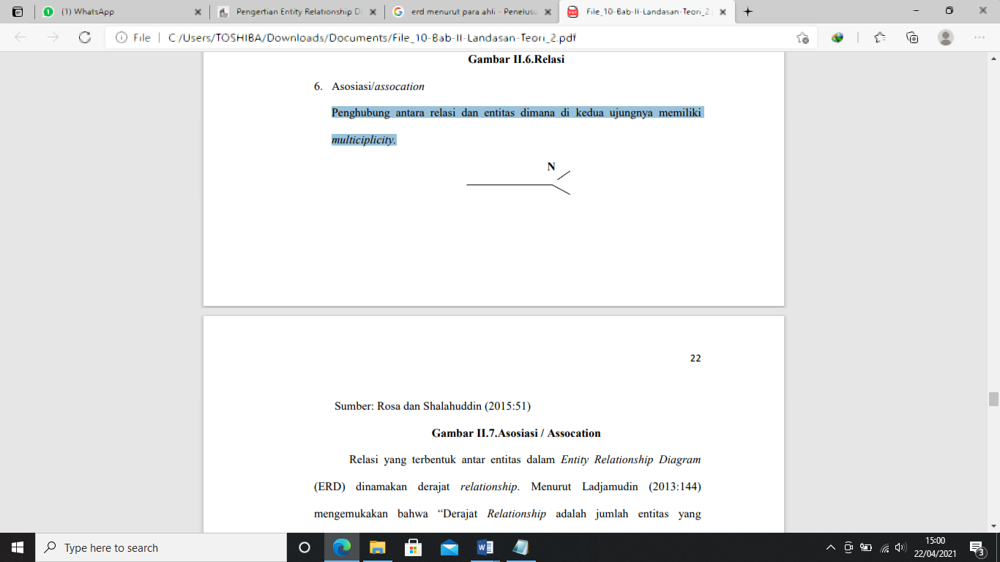 (1) WhatsApp
Pengertian Entity Relationship Di
erd menurut para ahli - Penelusu
File_10-Bab-II-Landasan-Teori_2.p
File
C:/Users/TOSHIBA/Downloads/Documents/File_10-Bab-II-Landasan-Teori_2.pdf
Gambar II.6.Relasi
6. Asosiasi/assocation
Penghubung antara relasi dan entitas dimana di kedua ujungnya memiliki
multiciplicity.
N
22
Sumber: Rosa dan Shalahuddin (2015:51)
Gambar II.7.Asosiasi / Assocation
Relasi yang terbentuk antar entitas dalam Entity Relationship Diagram
(ERD) dinamakan derajat relationship. Menurut Ladjamudin (2013:144)
mengemukakan bahwa “Derajat Relationship adalah jumlah entitas yang
Type here to search
15:00
22/04/2021
3